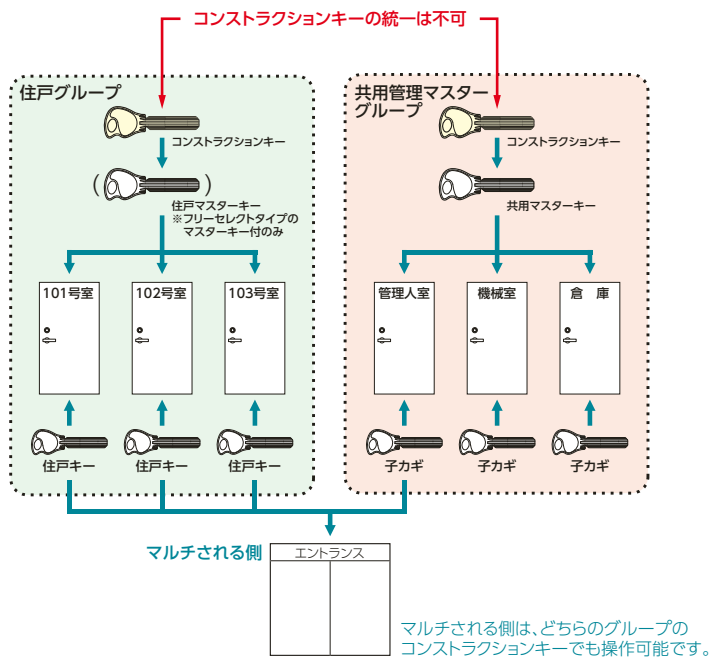 コンストラクションキーの統一は不可
住戸グループ
コンストラクションキー
住戸マスターキー
※フリーセレクトタイプの
マスターキー付のみ
101号室
102号室
103号室
住戸キー
住戸キー
住戸キー
共用管理マスター
グループ
コンストラクションキー
共用マスターキー
管理人室
機械室
倉　庫
子カギ
子カギ
子カギ
マルチされる側
エントランス
マルチされる側は、どちらのグループの
コンストラクションキーでも操作可能です。